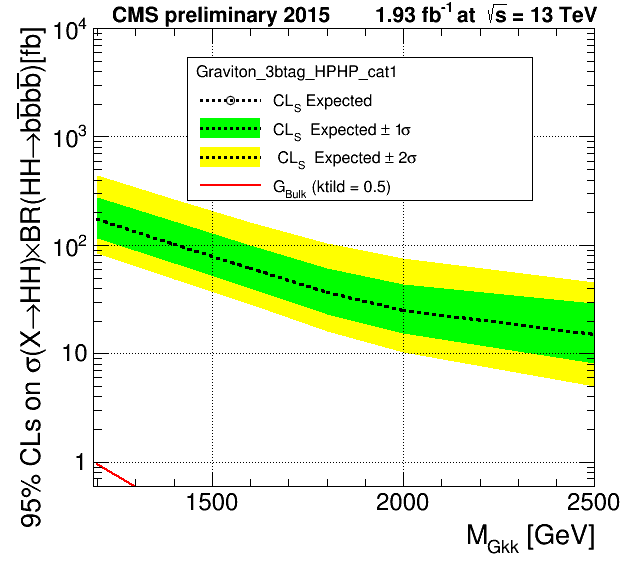 CMS preliminary 2015 1.93 fb⁻¹ at √s = 13 TeV
95% CLs on σ(X→HH)×BR(HH→bb̅bb̅)[fb]
10⁴
10³
10²
10
1
Graviton_3btag_HPHP_cat1
CL_S Expected
CL_S Expected ± 1σ
CL_S Expected ± 2σ
G_Bulk (ktild = 0.5)
1500 2000 2500
M_Gkk [GeV]